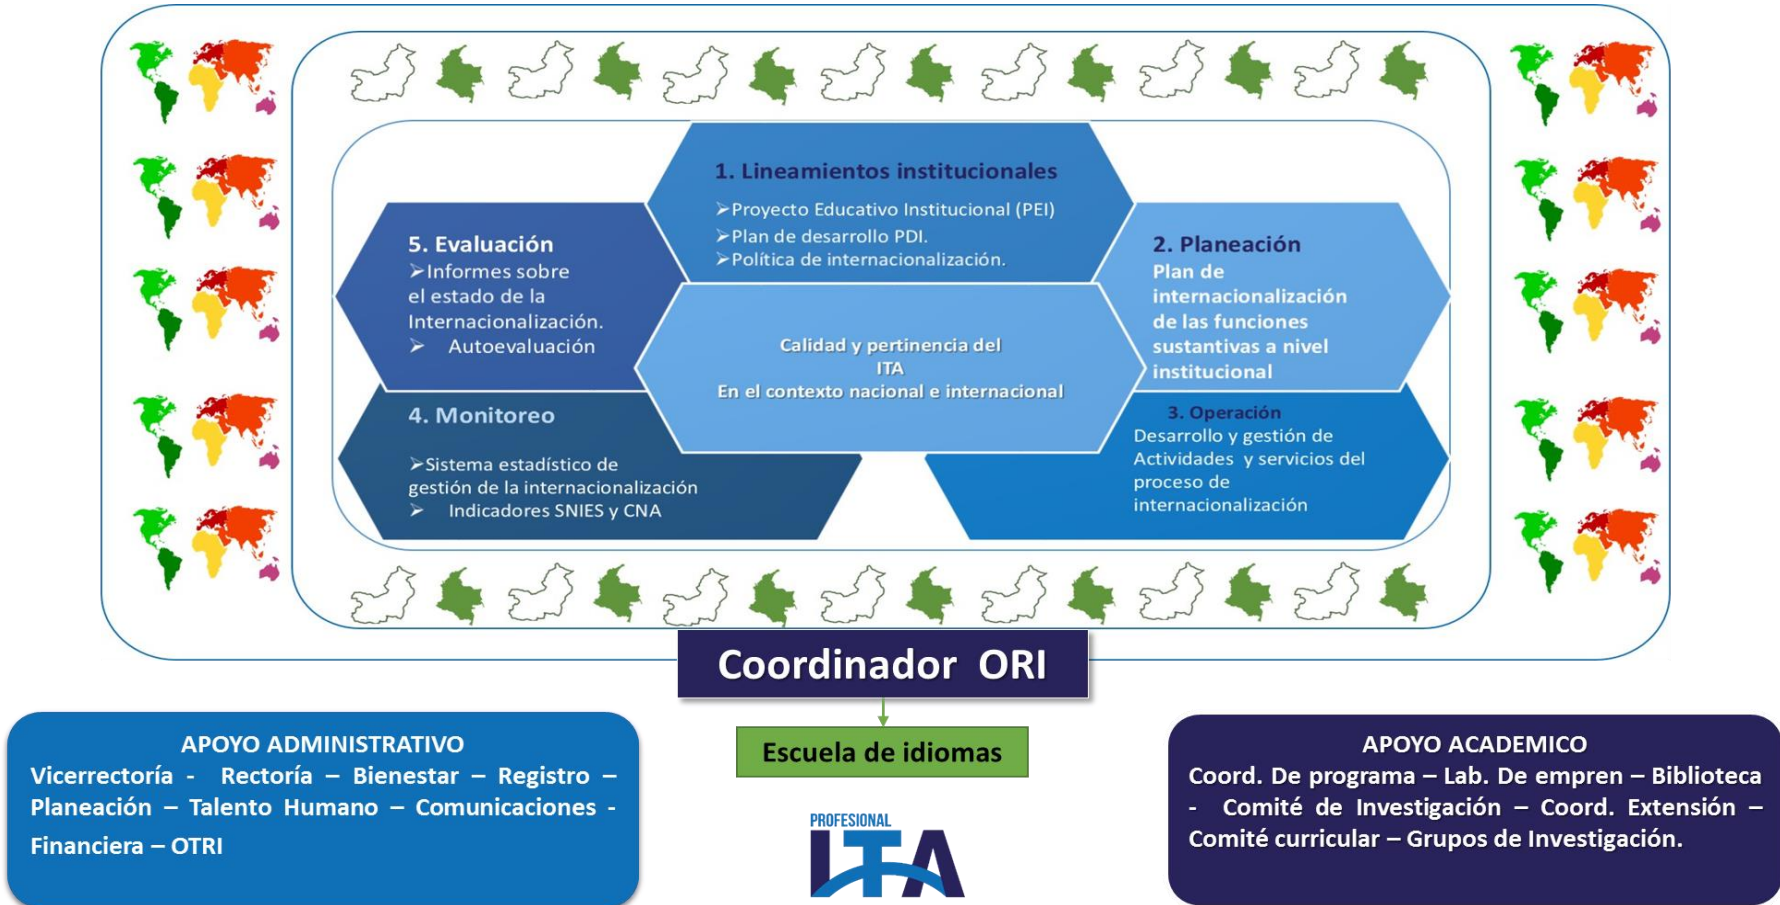 1. Lineamientos institucionales
➢Proyecto Educativo Institucional (PEI)
➢Plan de desarrollo PDI.
➢Política de internacionalización.
2. Planeación
Plan de
internacionalización
de las funciones
sustantivas a nivel
institucional
3. Operación
Desarrollo y gestión de
Actividades y servicios del
proceso de
internacionalización
4. Monitoreo
➢Sistema estadístico de
gestión de la internacionalización
➢ Indicadores SNIES y CNA
5. Evaluación
➢Informes sobre
el estado de la
Internacionalización.
➢ Autoevaluación
Calidad y pertinencia del
ITA
En el contexto nacional e internacional
Coordinador ORI
Escuela de idiomas
APOYO ADMINISTRATIVO
Vicerrectoría - Rectoría – Bienestar – Registro –
Planeación – Talento Humano – Comunicaciones -
Financiera – OTRI
PROFESIONAL
ITA
APOYO ACADEMICO
Coord. De programa – Lab. De empren – Biblioteca
- Comité de Investigación – Coord. Extensión –
Comité curricular – Grupos de Investigación.